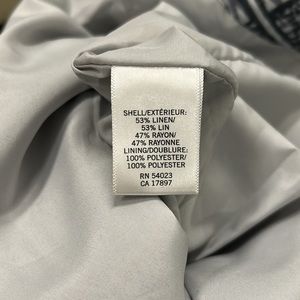 SHELL/EXTÉRIEUR:
53% LINEN/
53% LIN
47% RAYON/
47% RAYONNE
LINING/DOUBLURE:
100% POLYESTER/
100% POLYESTER
RN 54023
CA 17897